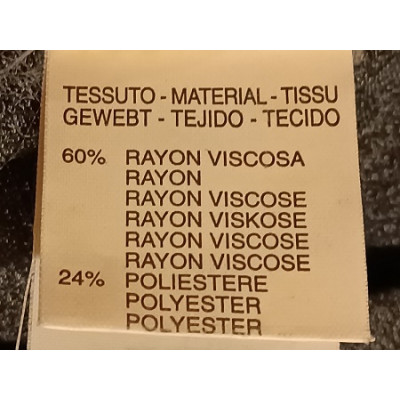 TESSUTO - MATERIAL - TISSU
GEWEBT - TEJIDO - TECIDO
60% RAYON VISCOSA
RAYON
RAYON VISCOSE
RAYON VISKOSE
RAYON VISCOSE
RAYON VISCOSE
24% POLIESTERE
POLYESTER
POLYESTER